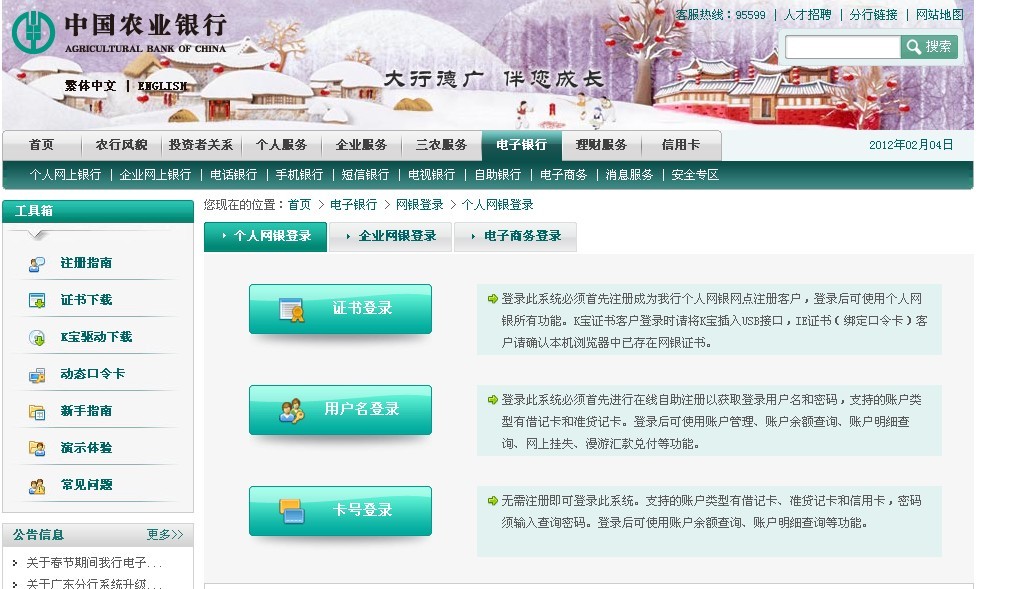 中国农业银行
AGRICULTURAL BANK OF CHINA
客服热线：95599 | 人才招聘 | 分行链接 | 网站地图
搜索
繁体中文 | ENGLISH
大行德广 伴您成长
首页 农行风貌 投资者关系 个人服务 企业服务 三农服务 电子银行 理财服务 信用卡 2012年02月04日
个人网上银行 | 企业网上银行 | 电话银行 | 手机银行 | 短信银行 | 电视银行 | 自助银行 | 电子商务 | 消息服务 | 安全专区
工具箱
注册指南
证书下载
K宝驱动下载
动态口令卡
新手指南
演示体验
常见问题
公告信息 更多>>
关于春节期间我行电子...
关于广东分行系统升级...
您现在的位置：首页 > 电子银行 > 网银登录 > 个人网银登录
个人网银登录 企业网银登录 电子商务登录
证书登录
登录此系统必须首先注册成为我行个人网银网点注册客户，登录后可使用个人网
银所有功能。K宝证书客户登录时请将K宝插入USB接口，IE证书（绑定口令卡）客
户请确认本机浏览器中已存在网银证书。
用户名登录
登录此系统必须首先进行在线自助注册以获取登录用户名和密码，支持的账户类
型有借记卡和准贷记卡。登录后可使用账户管理、账户余额查询、账户明细查
询、网上挂失、漫游汇款兑付等功能。
卡号登录
无需注册即可登录此系统。支持的账户类型有借记卡、准贷记卡和信用卡，密码
须输入查询密码。登录后可使用账户余额查询、账户明细查询等功能。